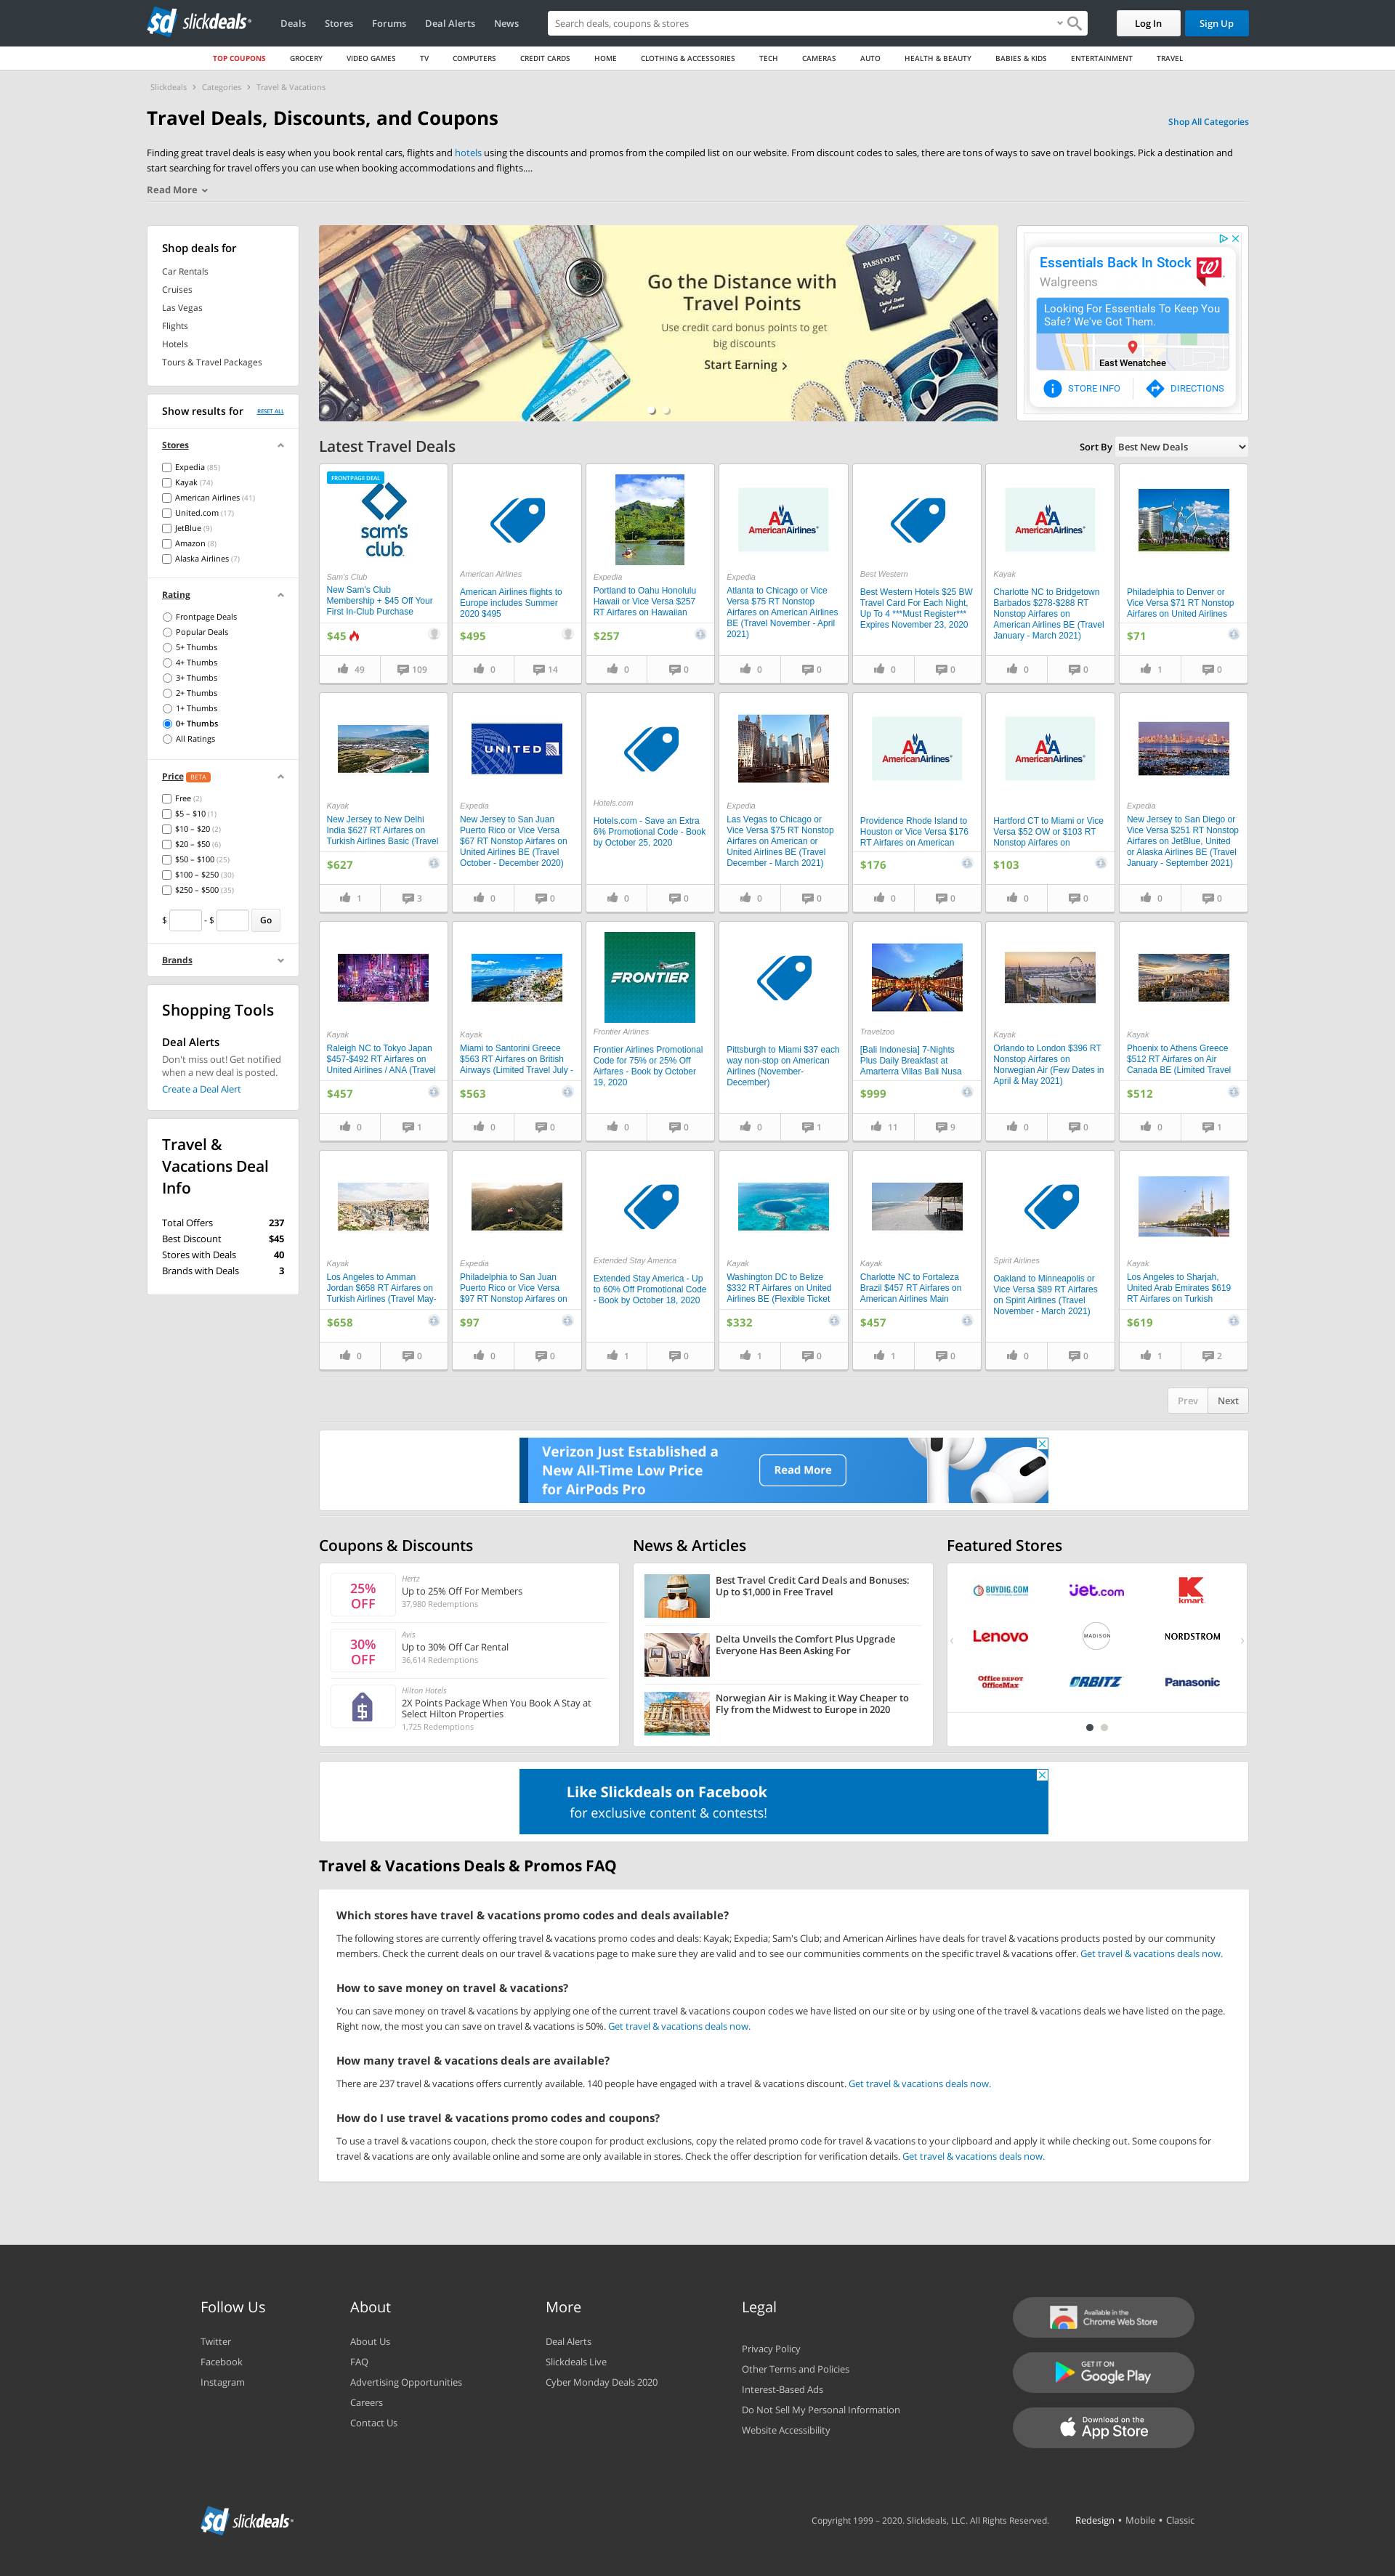 slickdeals
Deals
Stores
Forums
Deal Alerts
News
Search deals, coupons & stores
Log In
Sign Up
TOP COUPONS
GROCERY
VIDEO GAMES
TV
COMPUTERS
CREDIT CARDS
HOME
CLOTHING & ACCESSORIES
TECH
CAMERAS
AUTO
HEALTH & BEAUTY
BABIES & KIDS
ENTERTAINMENT
TRAVEL
Slickdeals › Categories › Travel & Vacations
Travel Deals, Discounts, and Coupons
Shop All Categories
Finding great travel deals is easy when you book rental cars, flights and hotels using the discounts and promos from the compiled list on our website. From discount codes to sales, there are tons of ways to save on travel bookings. Pick a destination and
start searching for travel offers you can use when booking accommodations and flights....
Read More
Shop deals for
Car Rentals
Cruises
Las Vegas
Flights
Hotels
Tours & Travel Packages
Show results for
RESET ALL
Stores
Expedia (85)
Kayak (74)
American Airlines (41)
United.com (17)
JetBlue (9)
Amazon (8)
Alaska Airlines (7)
Rating
Frontpage Deals
Popular Deals
5+ Thumbs
4+ Thumbs
3+ Thumbs
2+ Thumbs
1+ Thumbs
0+ Thumbs
All Ratings
Price BETA
Free (2)
$5 – $10 (1)
$10 – $20 (2)
$20 – $50 (6)
$50 – $100 (25)
$100 – $250 (30)
$250 – $500 (35)
$ - $ Go
Brands
Shopping Tools
Deal Alerts
Don't miss out! Get notified
when a new deal is posted.
Create a Deal Alert
Travel &
Vacations Deal
Info
Total Offers 237
Best Discount $45
Stores with Deals 40
Brands with Deals 3
PASSPORT
United States
of America
Go the Distance with
Travel Points
Use credit card bonus points to get
big discounts
Start Earning
Essentials Back In Stock
Walgreens
Looking For Essentials To Keep You
Safe? We've Got Them.
East Wenatchee
STORE INFO
DIRECTIONS
Latest Travel Deals
Sort By Best New Deals
FRONTPAGE DEAL
sam's club
Sam's Club
New Sam's Club
Membership + $45 Off Your
First In-Club Purchase
$45
49 109
American Airlines
American Airlines flights to
Europe includes Summer
2020 $495
$495
0 14
Expedia
Portland to Oahu Honolulu
Hawaii or Vice Versa $257
RT Airfares on Hawaiian
$257
0 0
AA
AmericanAirlines
Expedia
Atlanta to Chicago or Vice
Versa $75 RT Nonstop
Airfares on American Airlines
BE (Travel November - April
2021)
0 0
Best Western
Best Western Hotels $25 BW
Travel Card For Each Night,
Up To 4 ***Must Register***
Expires November 23, 2020
0 0
AA
AmericanAirlines
Kayak
Charlotte NC to Bridgetown
Barbados $278-$288 RT
Nonstop Airfares on
American Airlines BE (Travel
January - March 2021)
0 0
Philadelphia to Denver or
Vice Versa $71 RT Nonstop
Airfares on United Airlines
$71
1 0
Kayak
New Jersey to New Delhi
India $627 RT Airfares on
Turkish Airlines Basic (Travel
$627
1 3
UNITED
Expedia
New Jersey to San Juan
Puerto Rico or Vice Versa
$67 RT Nonstop Airfares on
United Airlines BE (Travel
October - December 2020)
0 0
Hotels.com
Hotels.com - Save an Extra
6% Promotional Code - Book
by October 25, 2020
0 0
Expedia
Las Vegas to Chicago or
Vice Versa $75 RT Nonstop
Airfares on American or
United Airlines BE (Travel
December - March 2021)
0 0
AA
AmericanAirlines
Providence Rhode Island to
Houston or Vice Versa $176
RT Airfares on American
$176
0 0
AA
AmericanAirlines
Hartford CT to Miami or Vice
Versa $52 OW or $103 RT
Nonstop Airfares on
$103
0 0
Expedia
New Jersey to San Diego or
Vice Versa $251 RT Nonstop
Airfares on JetBlue, United
or Alaska Airlines BE (Travel
January - September 2021)
0 0
Kayak
Raleigh NC to Tokyo Japan
$457-$492 RT Airfares on
United Airlines / ANA (Travel
$457
0 1
Kayak
Miami to Santorini Greece
$563 RT Airfares on British
Airways (Limited Travel July -
$563
0 0
FRONTIER
Frontier Airlines
Frontier Airlines Promotional
Code for 75% or 25% Off
Airfares - Book by October
19, 2020
0 0
Pittsburgh to Miami $37 each
way non-stop on American
Airlines (November-
December)
0 1
Travelzoo
[Bali Indonesia] 7-Nights
Plus Daily Breakfast at
Amarterra Villas Bali Nusa
$999
11 9
Kayak
Orlando to London $396 RT
Nonstop Airfares on
Norwegian Air (Few Dates in
April & May 2021)
0 0
Kayak
Phoenix to Athens Greece
$512 RT Airfares on Air
Canada BE (Limited Travel
$512
0 1
Kayak
Los Angeles to Amman
Jordan $658 RT Airfares on
Turkish Airlines (Travel May-
$658
0 0
Expedia
Philadelphia to San Juan
Puerto Rico or Vice Versa
$97 RT Nonstop Airfares on
$97
0 0
Extended Stay America
Extended Stay America - Up
to 60% Off Promotional Code
- Book by October 18, 2020
1 0
Kayak
Washington DC to Belize
$332 RT Airfares on United
Airlines BE (Flexible Ticket
$332
1 0
Kayak
Charlotte NC to Fortaleza
Brazil $457 RT Airfares on
American Airlines Main
$457
1 0
Spirit Airlines
Oakland to Minneapolis or
Vice Versa $89 RT Airfares
on Spirit Airlines (Travel
November - March 2021)
0 0
Kayak
Los Angeles to Sharjah,
United Arab Emirates $619
RT Airfares on Turkish
$619
1 2
Prev Next
Verizon Just Established a
New All-Time Low Price
for AirPods Pro
Read More
Coupons & Discounts
25%
OFF
Hertz
Up to 25% Off For Members
37,980 Redemptions
30%
OFF
Avis
Up to 30% Off Car Rental
36,614 Redemptions
Hilton Hotels
2X Points Package When You Book A Stay at
Select Hilton Properties
1,725 Redemptions
News & Articles
Best Travel Credit Card Deals and Bonuses:
Up to $1,000 in Free Travel
Delta Unveils the Comfort Plus Upgrade
Everyone Has Been Asking For
Norwegian Air is Making it Way Cheaper to
Fly from the Midwest to Europe in 2020
Featured Stores
BUYDIG.COM
jet.com
kmart
Lenovo
MADISON
NORDSTROM
Office DEPOT
OfficeMax
ORBITZ
Panasonic
Like Slickdeals on Facebook
for exclusive content & contests!
Travel & Vacations Deals & Promos FAQ
Which stores have travel & vacations promo codes and deals available?
The following stores are currently offering travel & vacations promo codes and deals: Kayak; Expedia; Sam's Club; and American Airlines have deals for travel & vacations products posted by our community
members. Check the current deals on our travel & vacations page to make sure they are valid and to see our communities comments on the specific travel & vacations offer. Get travel & vacations deals now.
How to save money on travel & vacations?
You can save money on travel & vacations by applying one of the current travel & vacations coupon codes we have listed on our site or by using one of the travel & vacations deals we have listed on the page.
Right now, the most you can save on travel & vacations is 50%. Get travel & vacations deals now.
How many travel & vacations deals are available?
There are 237 travel & vacations offers currently available. 140 people have engaged with a travel & vacations discount. Get travel & vacations deals now.
How do I use travel & vacations promo codes and coupons?
To use a travel & vacations coupon, check the store coupon for product exclusions, copy the related promo code for travel & vacations to your clipboard and apply it while checking out. Some coupons for
travel & vacations are only available online and some are only available in stores. Check the offer description for verification details. Get travel & vacations deals now.
Follow Us
Twitter
Facebook
Instagram
About
About Us
FAQ
Advertising Opportunities
Careers
Contact Us
More
Deal Alerts
Slickdeals Live
Cyber Monday Deals 2020
Legal
Privacy Policy
Other Terms and Policies
Interest-Based Ads
Do Not Sell My Personal Information
Website Accessibility
Available in the
Chrome Web Store
GET IT ON
Google Play
Download on the
App Store
slickdeals
Copyright 1999 – 2020. Slickdeals, LLC. All Rights Reserved.
Redesign • Mobile • Classic